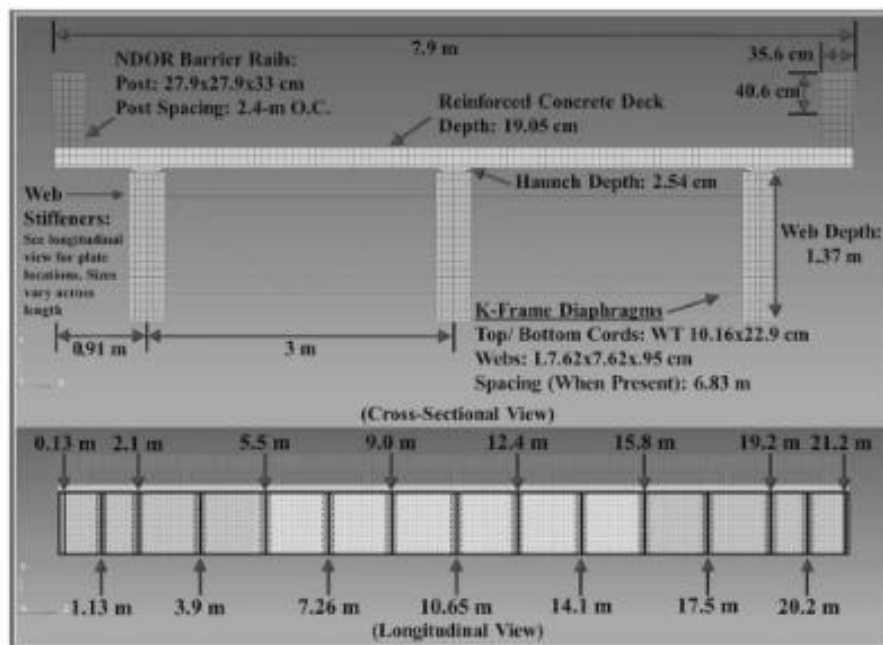 7.9 m
NDOR Barrier Rails:
Post: 27.9x27.9x33 cm
Post Spacing: 2.4-m O.C.
35.6 cm
40.6 cm
Reinforced Concrete Deck
Depth: 19.05 cm
Haunch Depth: 2.54 cm
Web
Stiffeners:
See longitudinal
view for plate
locations. Sizes
vary across
length
Web Depth:
1.37 m
K-Frame Diaphragms
Top/ Bottom Cords: WT 10.16x22.9 cm
Webs: L7.62x7.62x.95 cm
Spacing (When Present): 6.83 m
0.91 m
3 m
(Cross-Sectional View)
0.13 m 2.1 m 5.5 m 9.0 m 12.4 m 15.8 m 19.2 m 21.2 m
1.13 m 3.9 m 7.26 m 10.65 m 14.1 m 17.5 m 20.2 m
(Longitudinal View)